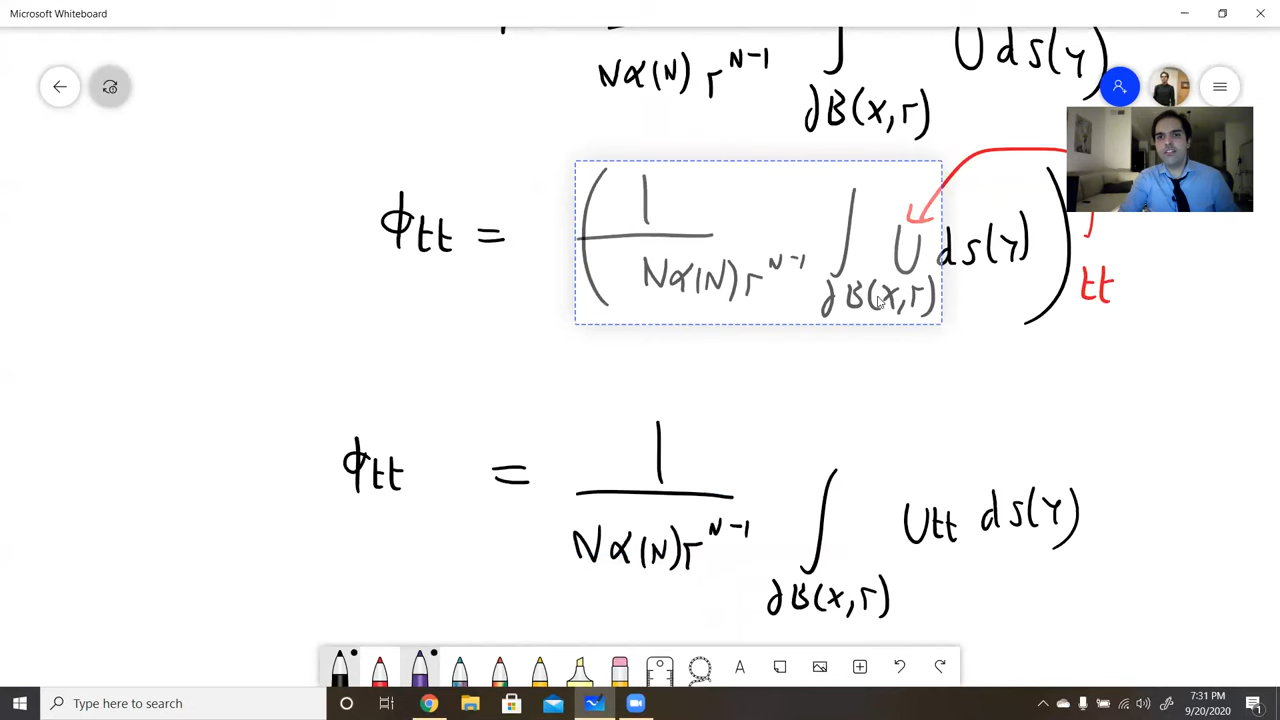 Microsoft Whiteboard
Nα(N) r^{N-1} ∫_{∂B(x,r)} U ds(y)
ϕtt = ( 1 / Nα(N) r^{N-1} ∫_{∂B(x,r)} U ds(y) )
tt
ϕtt = 1 / Nα(N) r^{N-1} ∫_{∂B(x,r)} Utt ds(y)
A
Type here to search
7:31 PM
9/20/2020
1